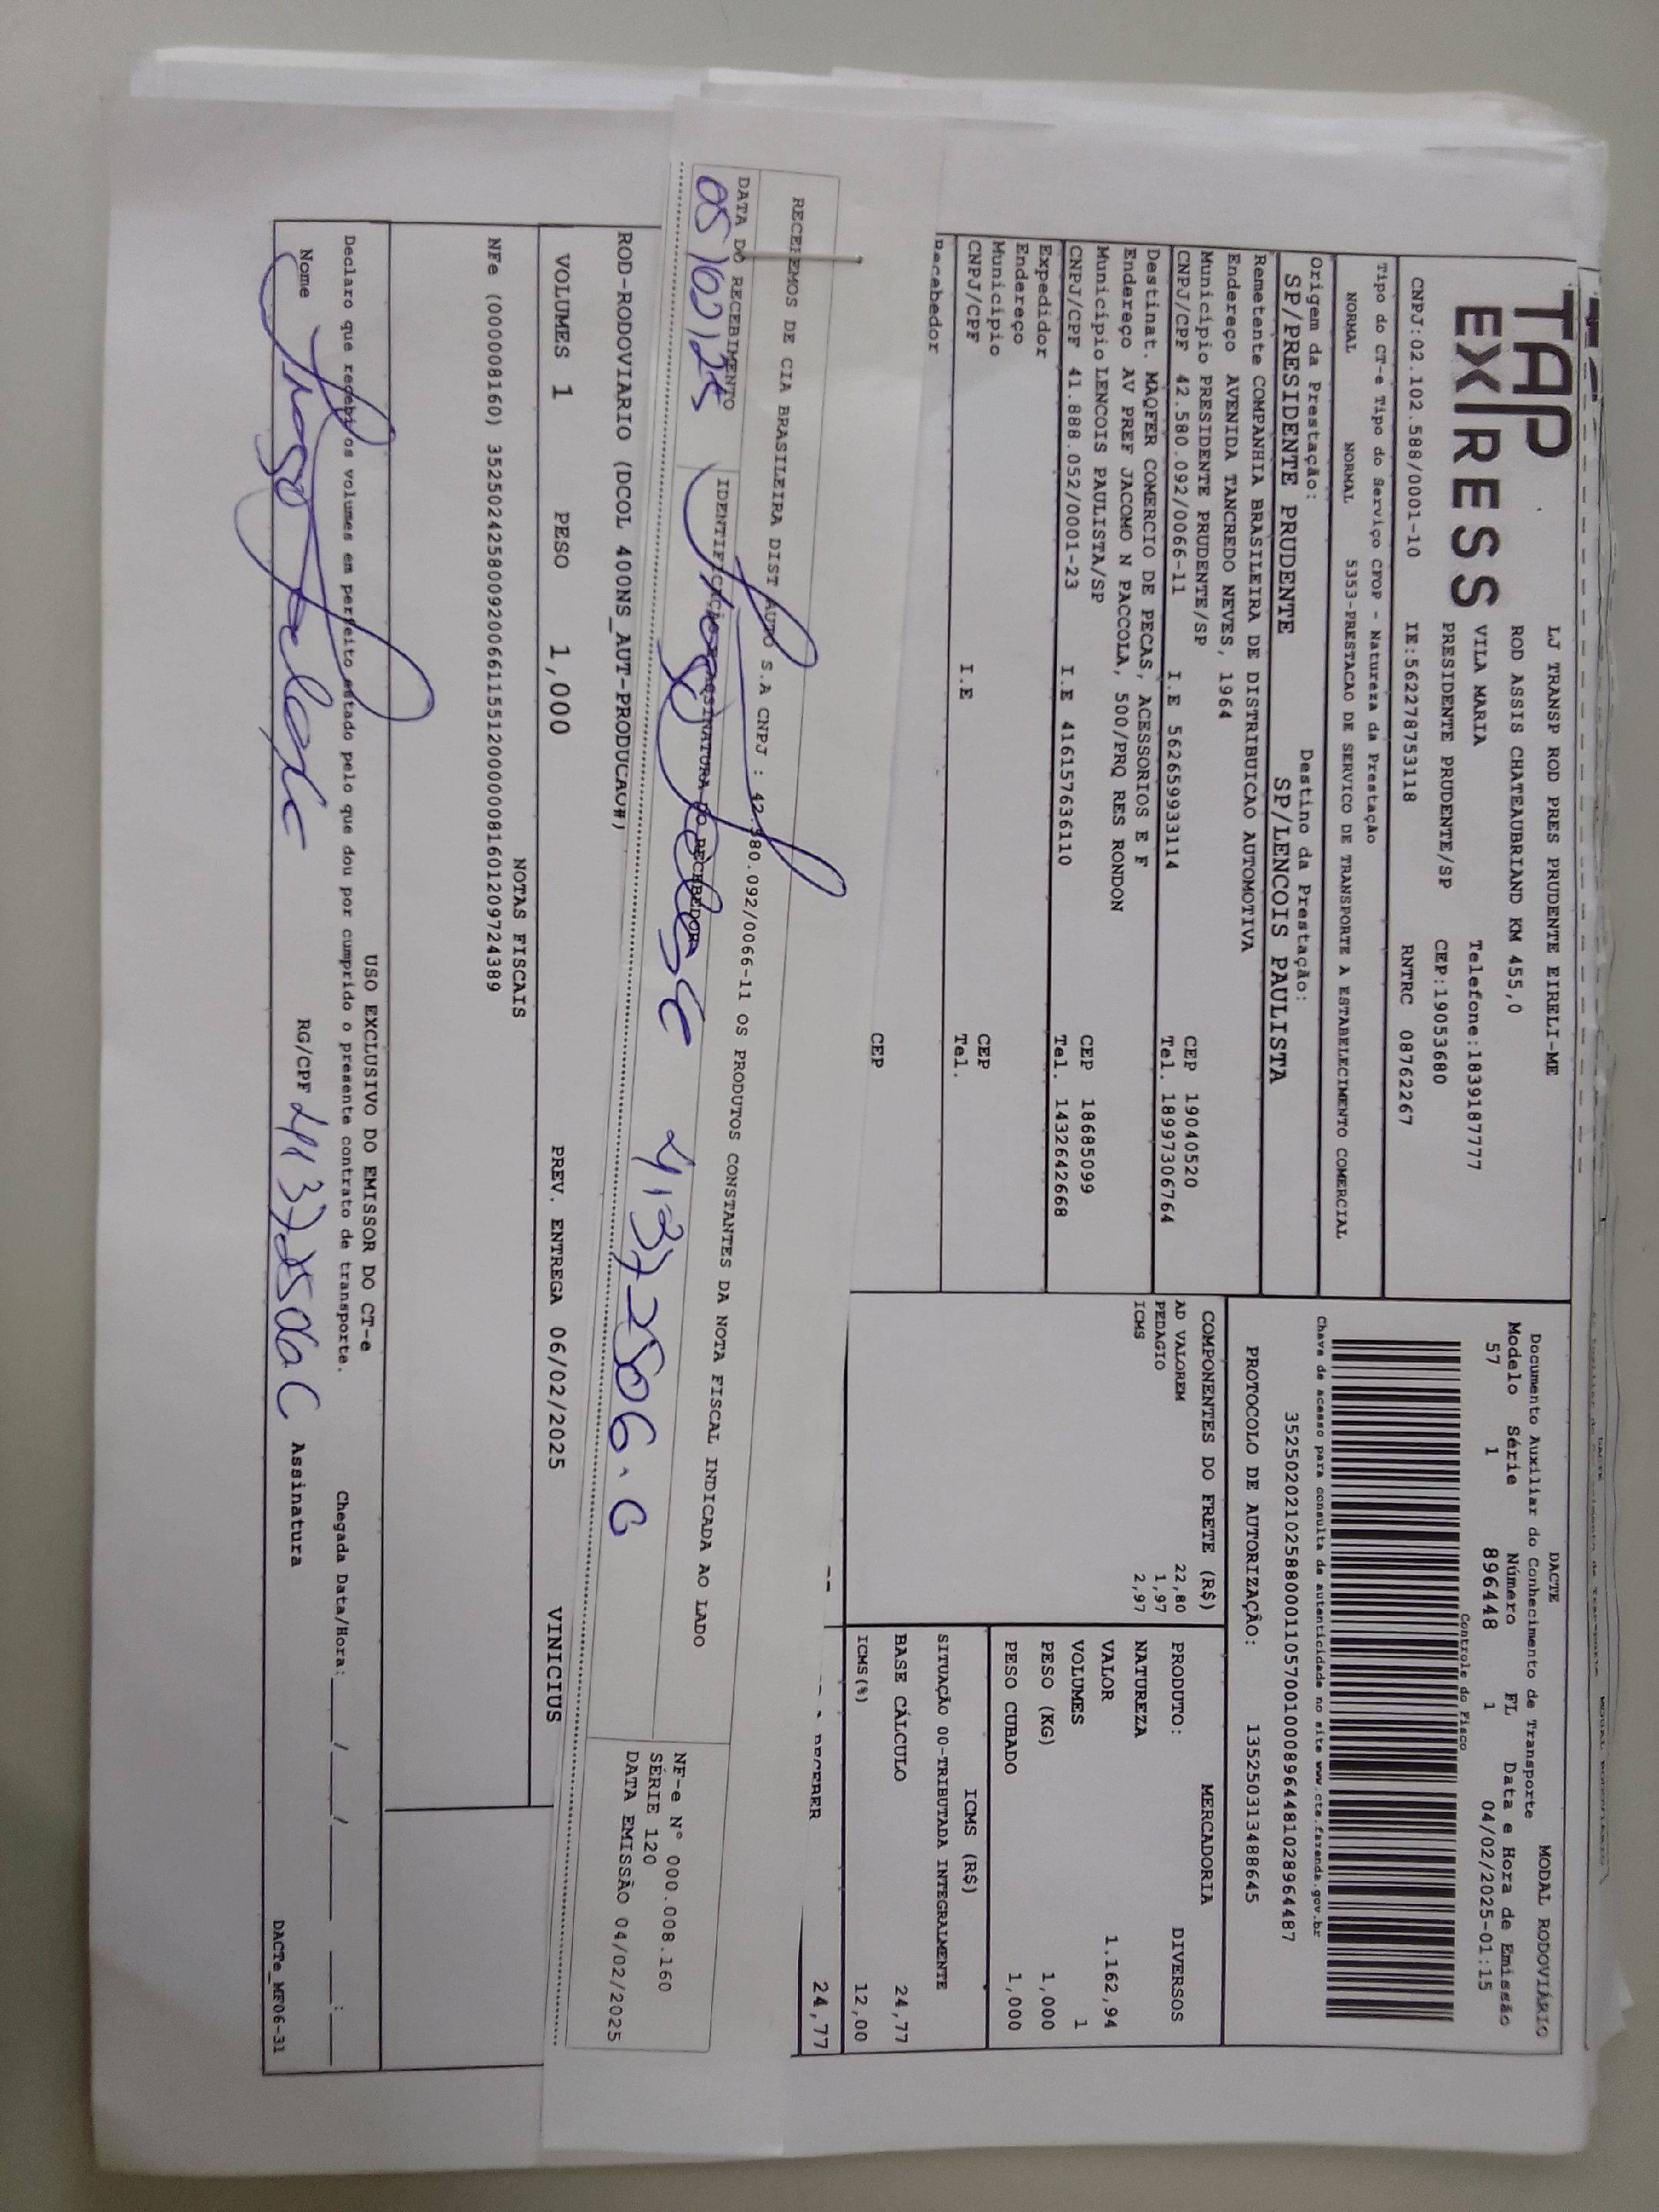 TAP
EXPRESS
LJ TRANSP ROD PRES PRUDENTE EIRELI-ME
ROD ASSIS CHATEAUBRIAND KM 455,0
VILA MARIA Telefone:1839187777
PRESIDENTE PRUDENTE/SP CEP:19053680
CNPJ:02.102.588/0001-10 IE:562278753118 RNTRC 08762267
DACTE MODAL RODOVIÁRIO
Documento Auxiliar do Conhecimento de Transporte
Modelo Série Número FL Data e Hora de Emissão
57 1 896448 1 04/02/2025-01:15
Controle do Fisco
Chave de acesso para consulta de autenticidade no site www.cte.fazenda.gov.br
35250202102588000110570010008964481028964487
PROTOCOLO DE AUTORIZAÇÃO: 135250313488645
Tipo do CT-e Tipo do Serviço CFOP - Natureza da Prestação
NORMAL NORMAL 5353-PRESTACAO DE SERVICO DE TRANSPORTE A ESTABELECIMENTO COMERCIAL
Origem da Prestação: Destino da Prestação:
SP/PRESIDENTE PRUDENTE SP/LENCOIS PAULISTA
Remetente COMPANHIA BRASILEIRA DE DISTRIBUICAO AUTOMOTIVA
Endereço AVENIDA TANCREDO NEVES, 1964
Município PRESIDENTE PRUDENTE/SP CEP 19040520
CNPJ/CPF 42.580.092/0066-11 I.E 562659933114 Tel. 18997306764
Destinat. MAQFER COMERCIO DE PECAS, ACESSORIOS E F
Endereço AV PREF JACOMO N PACCOLA, 500/PRQ RES RONDON
Município LENCOIS PAULISTA/SP CEP 18685099
CNPJ/CPF 41.888.052/0001-23 I.E 416157636110 Tel. 1432642668
Expedidor
Endereço
Município CEP
CNPJ/CPF I.E Tel.
Recebedor
CEP
COMPONENTES DO FRETE (R$)
AD VALOREM 22,80
PEDAGIO 1,97
ICMS 2,97
MERCADORIA
PRODUTO: DIVERSOS
NATUREZA
VALOR 1.162,94
VOLUMES 1
PESO (KG) 1,000
PESO CUBADO 1,000
ICMS (R$)
SITUAÇÃO 00-TRIBUTADA INTEGRALMENTE
BASE CÁLCULO 24,77
ICMS(%) 12,00
RECEBER 24,77
RECEBEMOS DE CIA BRASILEIRA DIST AUTO S.A CNPJ : 42.580.092/0066-11 OS PRODUTOS CONSTANTES DA NOTA FISCAL INDICADA AO LADO
DATA DO RECEBIMENTO IDENTIFICAÇÃO E ASSINATURA DO RECEBEDOR
05/02/25 41372506.C
NF-e N° 000.008.160
SÉRIE 120
DATA EMISSÃO 04/02/2025
ROD-RODOVIARIO (DCOL 400NS_AUT-PRODUCAO#)
VOLUMES 1 PESO 1,000 PREV. ENTREGA 06/02/2025 VINICIUS
NOTAS FISCAIS
NFe (000008160) 35250242580092006611551200000081601209724389
USO EXCLUSIVO DO EMISSOR DO CT-e
Declaro que recebi os volumes em perfeito estado pelo que dou por cumprido o presente contrato de transporte. Chegada Data/Hora:____/____/____ ___:___
Nome RG/CPF 41372506C Assinatura
DACTe_MF06-31